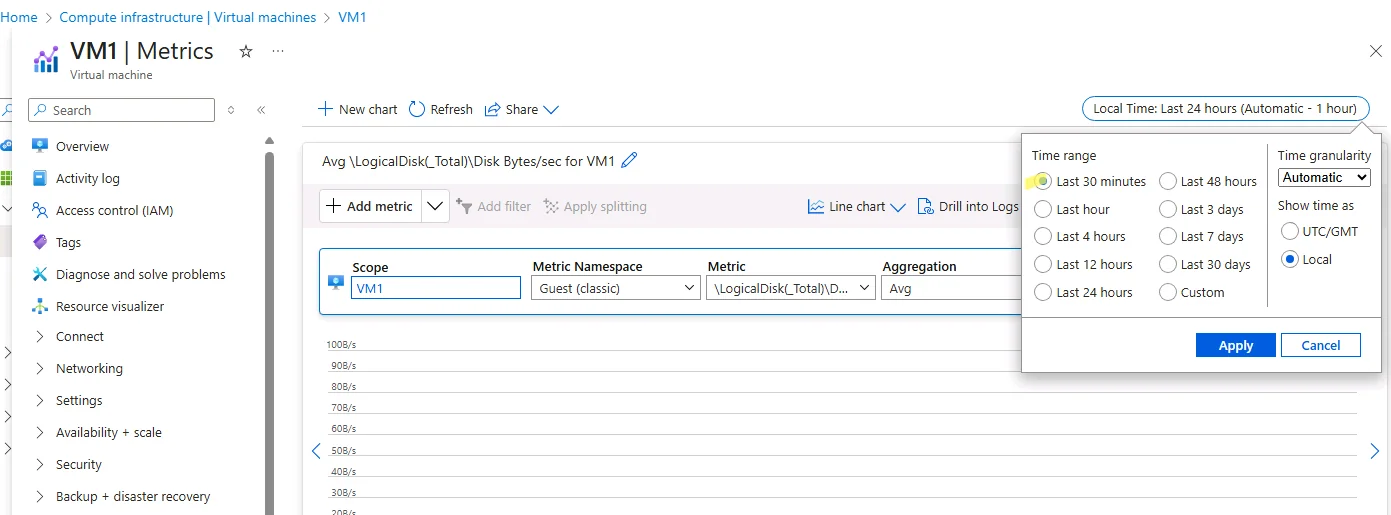 Home > Compute infrastructure | Virtual machines > VM1
VM1 | Metrics
Virtual machine
Search
Overview
Activity log
Access control (IAM)
Tags
Diagnose and solve problems
Resource visualizer
Connect
Networking
Settings
Availability + scale
Security
Backup + disaster recovery
New chart Refresh Share
Local Time: Last 24 hours (Automatic - 1 hour)
Avg \LogicalDisk(_Total)\Disk Bytes/sec for VM1
Add metric Add filter Apply splitting Line chart Drill into Logs
Scope Metric Namespace Metric Aggregation
VM1 Guest (classic) \LogicalDisk(_Total)\D... Avg
100B/s
90B/s
80B/s
70B/s
60B/s
50B/s
40B/s
30B/s
20B/s
Time range
Last 30 minutes Last 48 hours
Last hour Last 3 days
Last 4 hours Last 7 days
Last 12 hours Last 30 days
Last 24 hours Custom
Time granularity
Automatic
Show time as
UTC/GMT
Local
Apply Cancel